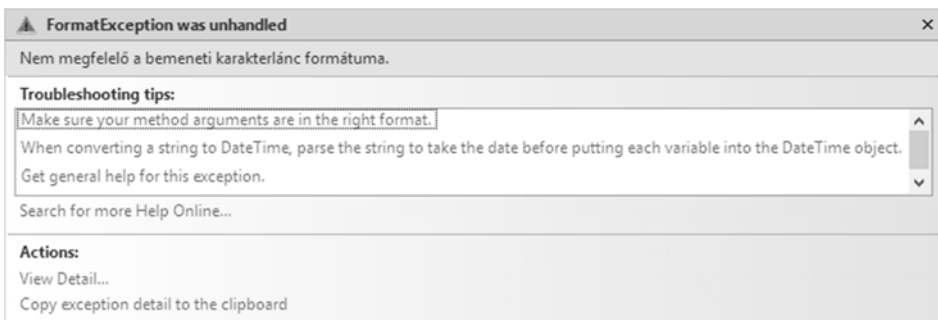 FormatException was unhandled
Nem megfelelő a bemeneti karakterlánc formátuma.
Troubleshooting tips:
Make sure your method arguments are in the right format.
When converting a string to DateTime, parse the string to take the date before putting each variable into the DateTime object.
Get general help for this exception.
Search for more Help Online...
Actions:
View Detail...
Copy exception detail to the clipboard